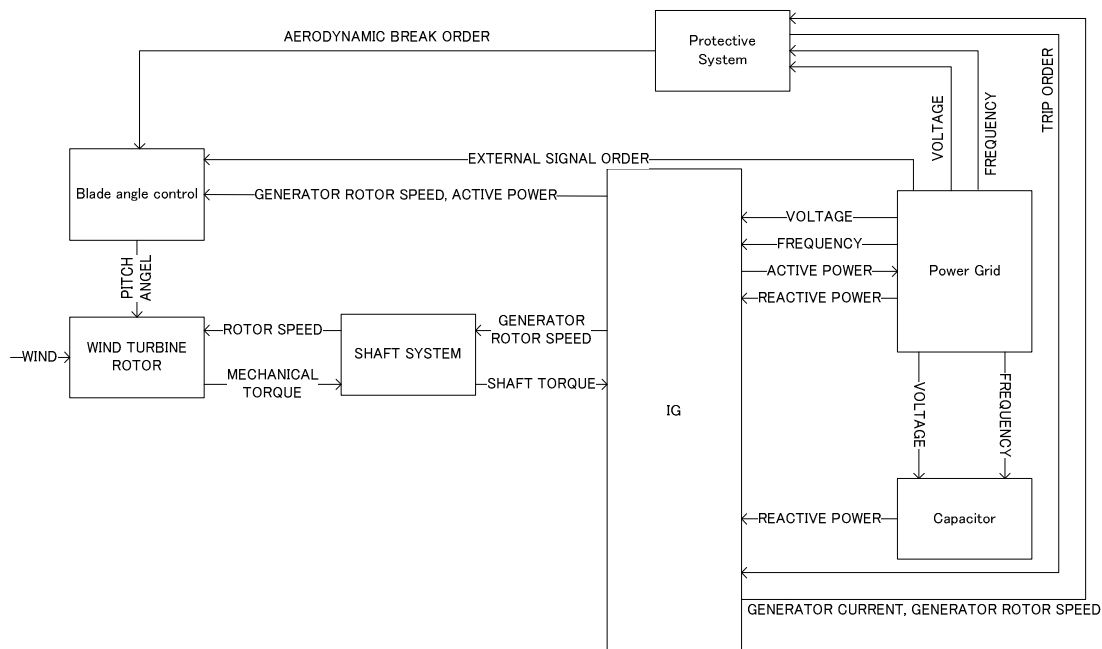 AERODYNAMIC BREAK ORDER
Protective
System
TRIP ORDER
VOLTAGE
FREQUENCY
EXTERNAL SIGNAL ORDER
Blade angle control
GENERATOR ROTOR SPEED, ACTIVE POWER
VOLTAGE
FREQUENCY
ACTIVE POWER
REACTIVE POWER
Power Grid
PITCH
ANGEL
WIND
WIND TURBINE
ROTOR
ROTOR SPEED
MECHANICAL
TORQUE
SHAFT SYSTEM
GENERATOR
ROTOR SPEED
SHAFT TORQUE
IG
VOLTAGE
FREQUENCY
REACTIVE POWER
Capacitor
GENERATOR CURRENT, GENERATOR ROTOR SPEED